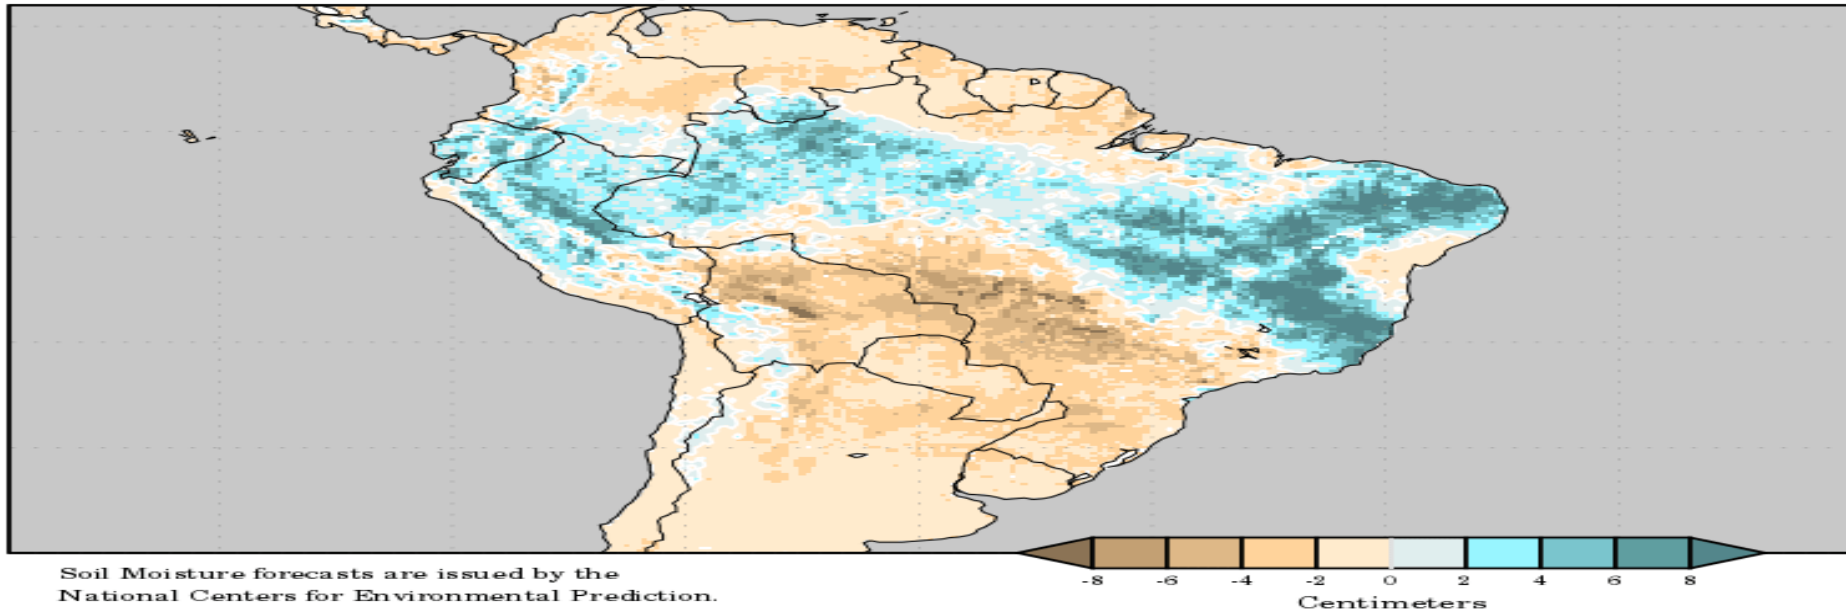 Soil Moisture forecasts are issued by the
National Centers for Environmental Prediction.
-8 -6 -4 -2 0 2 4 6 8
Centimeters